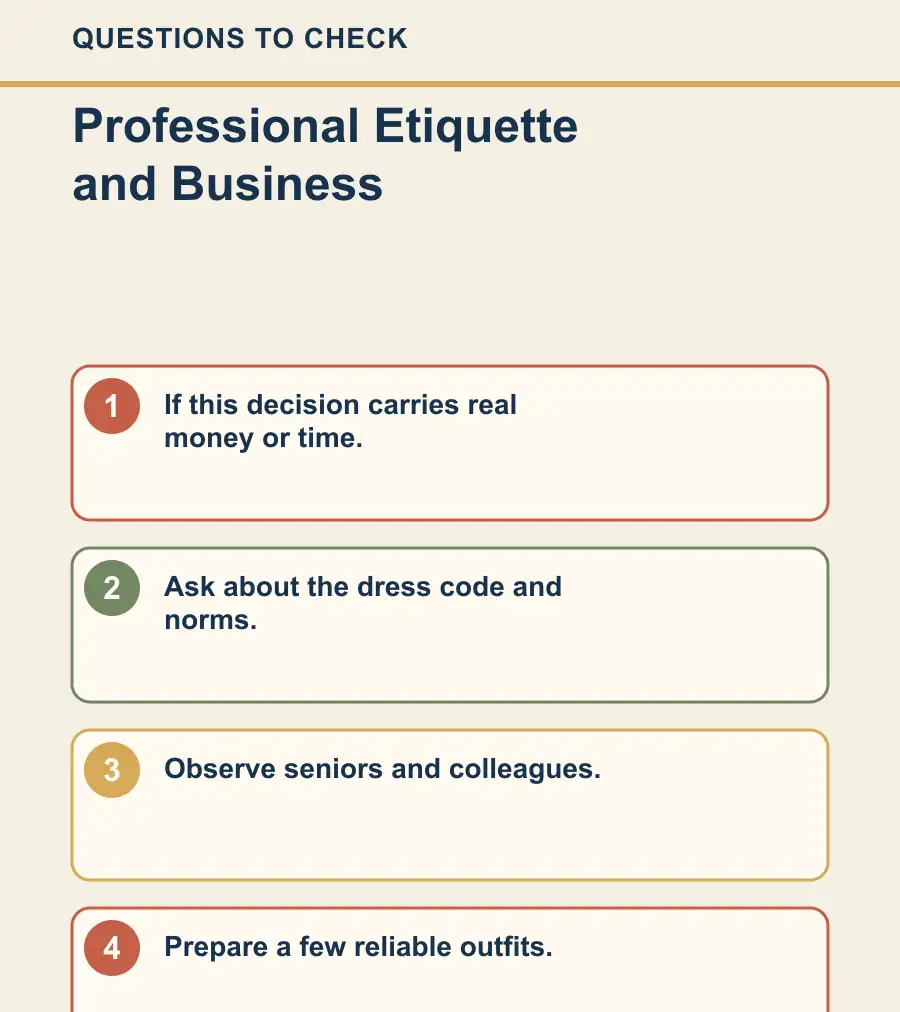 QUESTIONS TO CHECK
Professional Etiquette
and Business
1
If this decision carries real
money or time.
2
Ask about the dress code and
norms.
3
Observe seniors and colleagues.
4
Prepare a few reliable outfits.